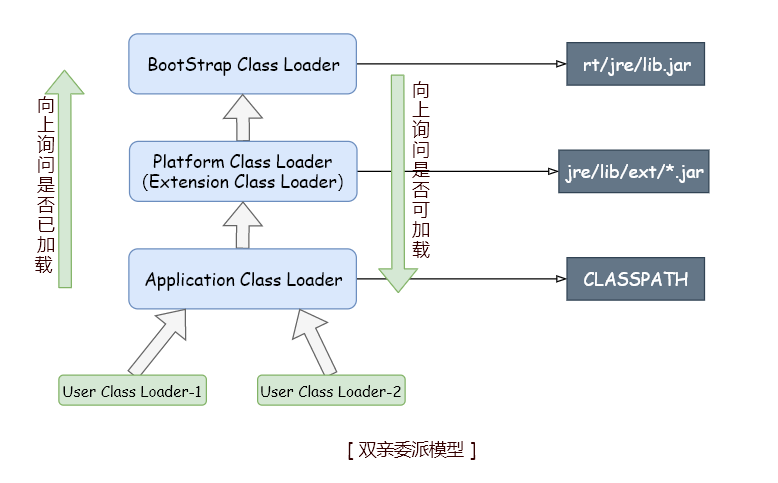 BootStrap Class Loader
rt/jre/lib.jar
向上询问是否已加载
向上询问是否可加载
Platform Class Loader
(Extension Class Loader)
jre/lib/ext/*.jar
Application Class Loader
CLASSPATH
User Class Loader-1
User Class Loader-2
[ 双亲委派模型 ]